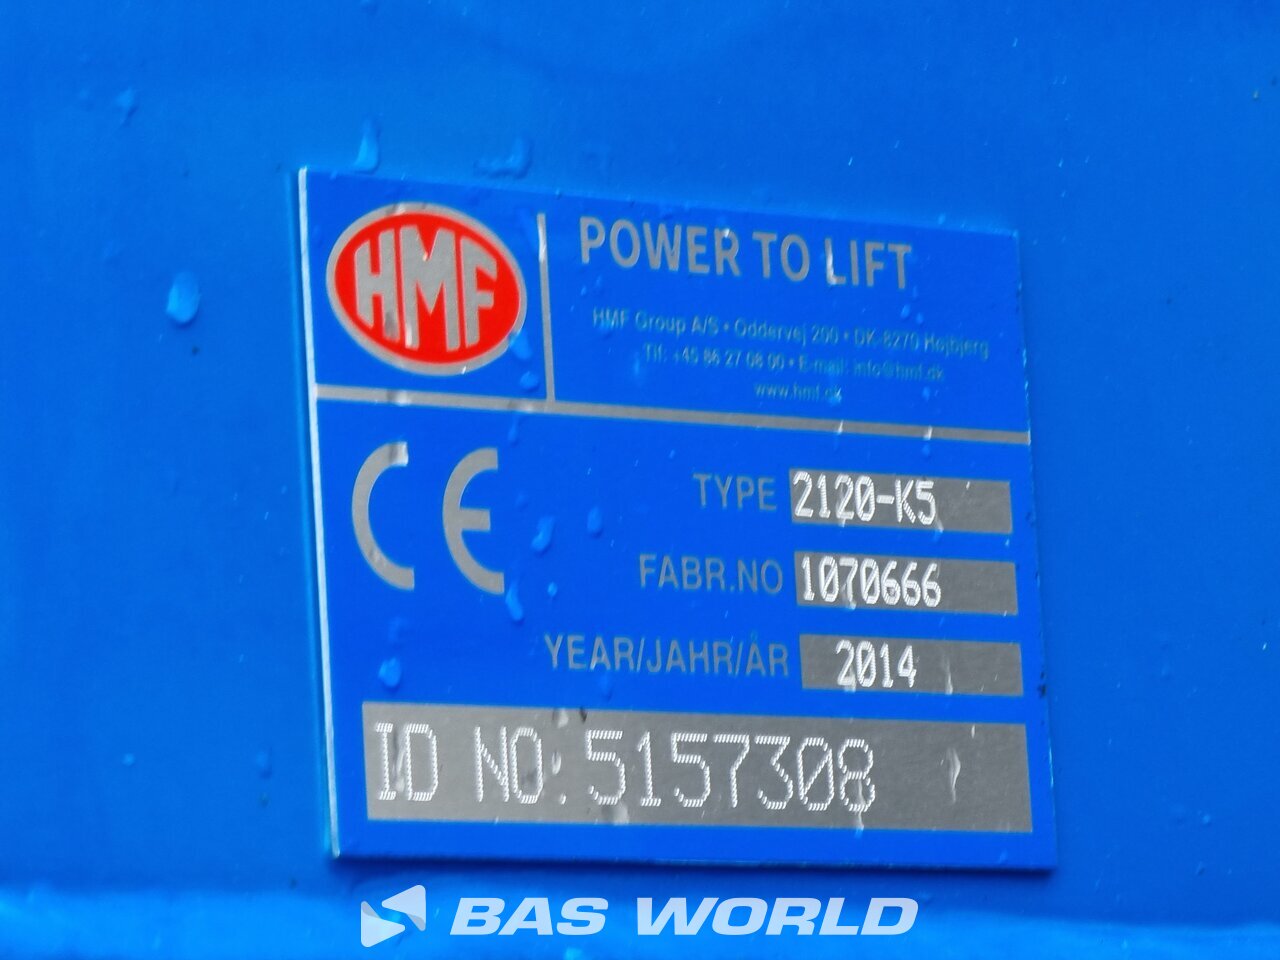 HMF
POWER TO LIFT
HMF Group A/S • Oddervej 200 • DK-8270 Højbjerg
Tlf: +45 86 27 08 00 • E-mail: info@hmf.dk
www.hmf.dk
CE
TYPE 2120-K5
FABR.NO 1070666
YEAR/JAHR/ÅR 2014
ID NO:5157308
BAS WORLD